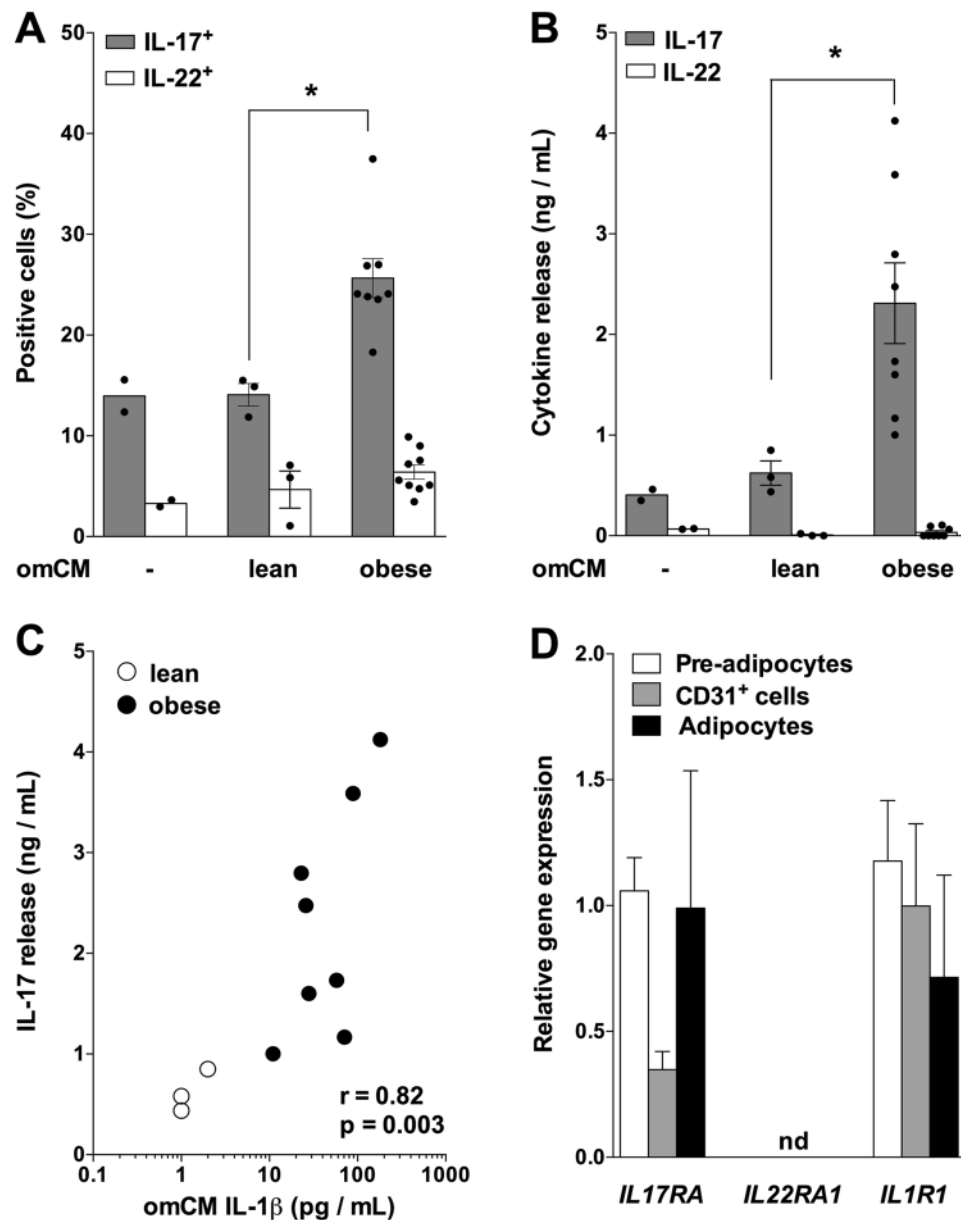 A
50
40
30
20
10
0
Positive cells (%)
IL-17+
IL-22+
*
omCM - lean obese
B
5
4
3
2
1
0
Cytokine release (ng / mL)
IL-17
IL-22
*
omCM - lean obese
C
5
4
3
2
1
0
IL-17 release (ng / mL)
lean
obese
r = 0.82
p = 0.003
0.1 1 10 100 1000
omCM IL-1β (pg / mL)
D
2.0
1.5
1.0
0.5
0.0
Relative gene expression
Pre-adipocytes
CD31+ cells
Adipocytes
nd
IL17RA IL22RA1 IL1R1